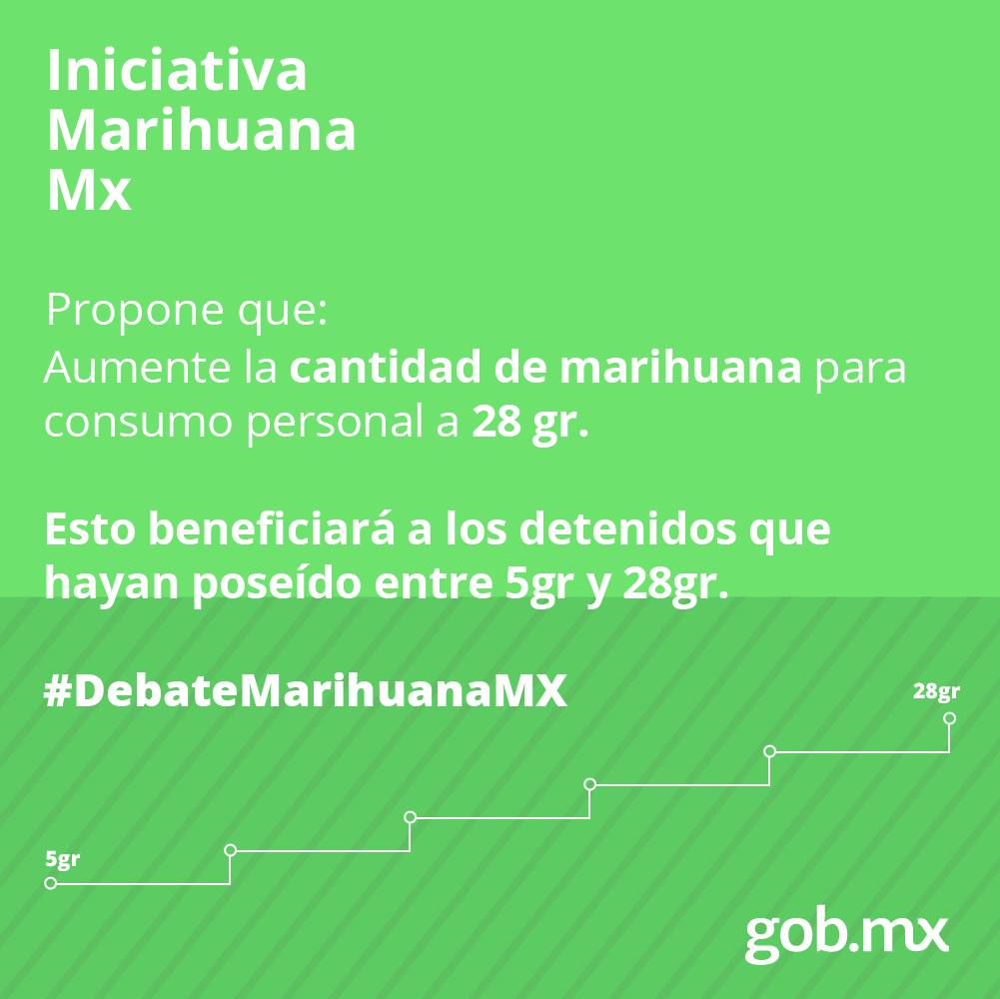 Iniciativa
Marihuana
Mx
Propone que:
Aumente la cantidad de marihuana para
consumo personal a 28 gr.
Esto beneficiará a los detenidos que
hayan poseído entre 5gr y 28gr.
#DebateMarihuanaMX
28gr
5gr
gob.mx